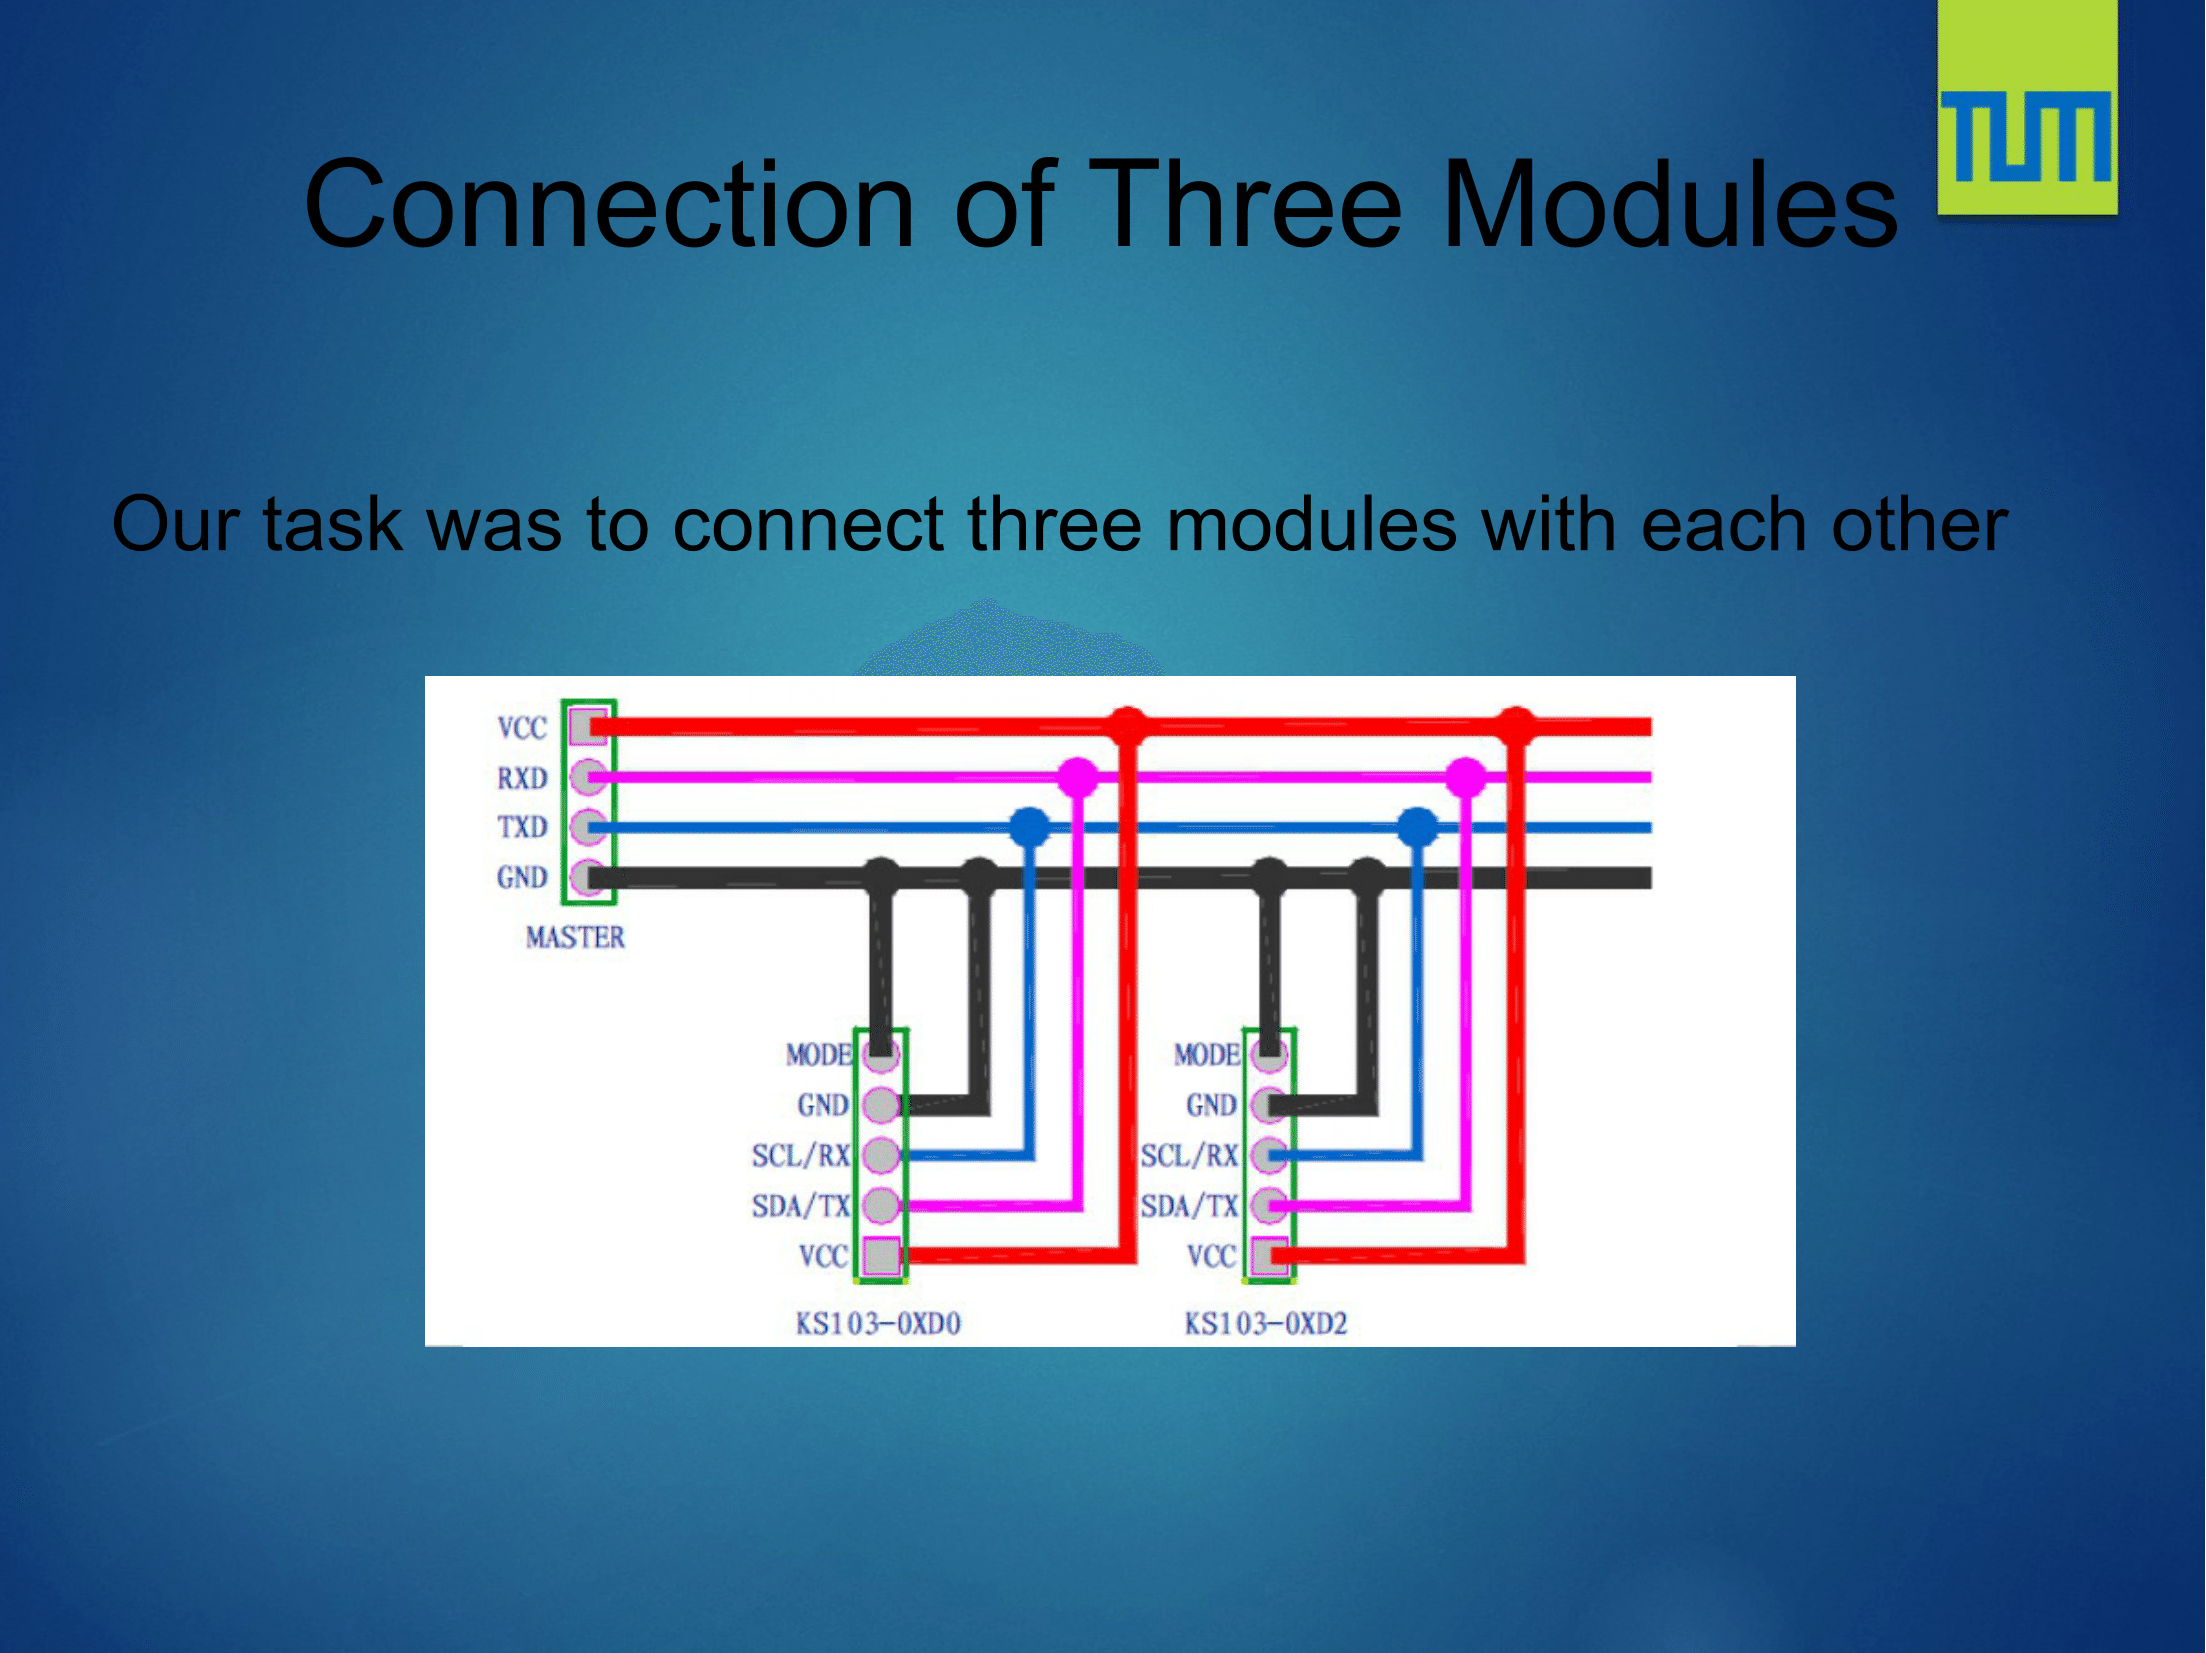 TUM
Connection of Three Modules
Our task was to connect three modules with each other
VCC
RXD
TXD
GND
MASTER
MODE
GND
SCL/RX
SDA/TX
VCC
KS103-0XD0
MODE
GND
SCL/RX
SDA/TX
VCC
KS103-0XD2